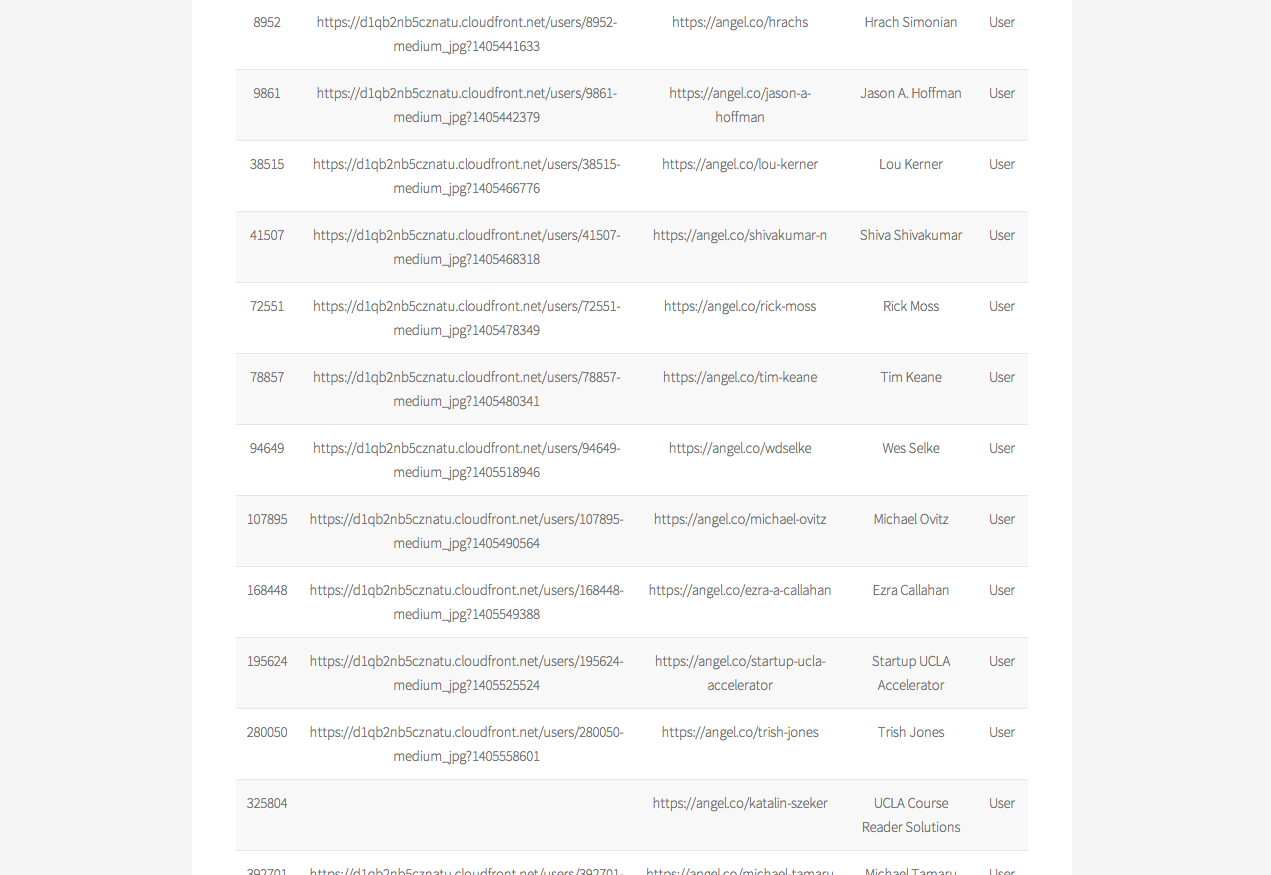 8952 https://d1qb2nb5cznatu.cloudfront.net/users/8952- https://angel.co/hrachs Hrach Simonian User
medium_jpg?1405441633
9861 https://d1qb2nb5cznatu.cloudfront.net/users/9861- https://angel.co/jason-a- Jason A. Hoffman User
medium_jpg?1405442379 hoffman
38515 https://d1qb2nb5cznatu.cloudfront.net/users/38515- https://angel.co/lou-kerner Lou Kerner User
medium_jpg?1405466776
41507 https://d1qb2nb5cznatu.cloudfront.net/users/41507- https://angel.co/shivakumar-n Shiva Shivakumar User
medium_jpg?1405468318
72551 https://d1qb2nb5cznatu.cloudfront.net/users/72551- https://angel.co/rick-moss Rick Moss User
medium_jpg?1405478349
78857 https://d1qb2nb5cznatu.cloudfront.net/users/78857- https://angel.co/tim-keane Tim Keane User
medium_jpg?1405480341
94649 https://d1qb2nb5cznatu.cloudfront.net/users/94649- https://angel.co/wdselke Wes Selke User
medium_jpg?1405518946
107895 https://d1qb2nb5cznatu.cloudfront.net/users/107895- https://angel.co/michael-ovitz Michael Ovitz User
medium_jpg?1405490564
168448 https://d1qb2nb5cznatu.cloudfront.net/users/168448- https://angel.co/ezra-a-callahan Ezra Callahan User
medium_jpg?1405549388
195624 https://d1qb2nb5cznatu.cloudfront.net/users/195624- https://angel.co/startup-ucla- Startup UCLA User
medium_jpg?1405525524 accelerator Accelerator
280050 https://d1qb2nb5cznatu.cloudfront.net/users/280050- https://angel.co/trish-jones Trish Jones User
medium_jpg?1405558601
325804 https://angel.co/katalin-szeker UCLA Course User
Reader Solutions
392701 https://d1qb2nb5cznatu.cloudfront.net/users/392701- https://angel.co/michael-tamaru Michael Tamaru User